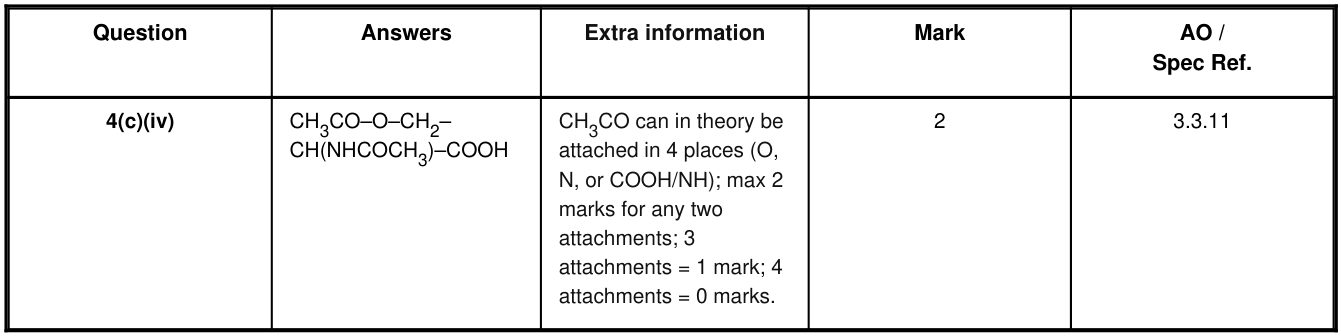 Question Answers Extra information Mark AO /
Spec Ref.
4(c)(iv) CH3CO–O–CH2– CH3CO can in theory be 2 3.3.11
CH(NHCOCH3)–COOH attached in 4 places (O,
N, or COOH/NH); max 2
marks for any two
attachments; 3
attachments = 1 mark; 4
attachments = 0 marks.